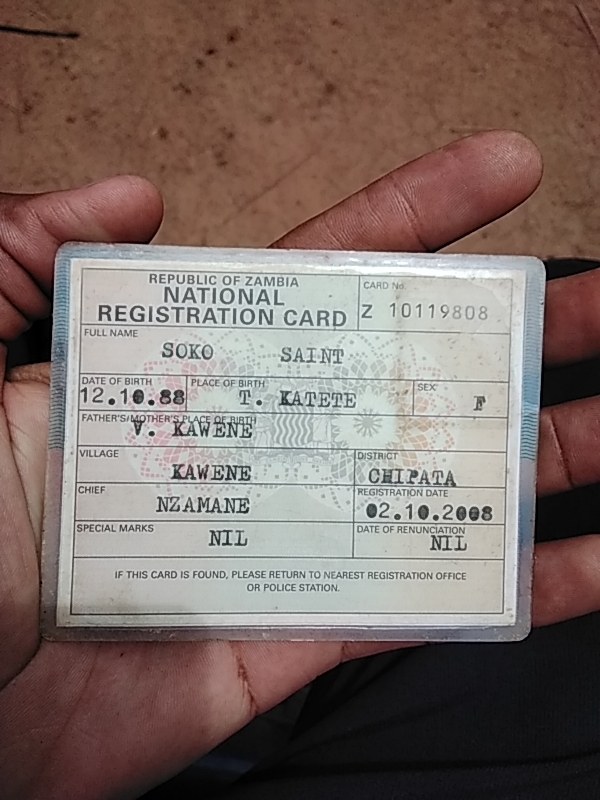 REPUBLIC OF ZAMBIA
NATIONAL
REGISTRATION CARD
CARD No.
Z 10119808
FULL NAME
SOKO SAINT
DATE OF BIRTH
12.10.88
PLACE OF BIRTH
T. KATETE
SEX
F
FATHER'S/MOTHER'S PLACE OF BIRTH
V. KAWENE
VILLAGE
KAWENE
DISTRICT
CHIPATA
CHIEF
NZAMANE
REGISTRATION DATE
02.10.2008
SPECIAL MARKS
NIL
DATE OF RENUNCIATION
NIL
IF THIS CARD IS FOUND, PLEASE RETURN TO NEAREST REGISTRATION OFFICE
OR POLICE STATION.